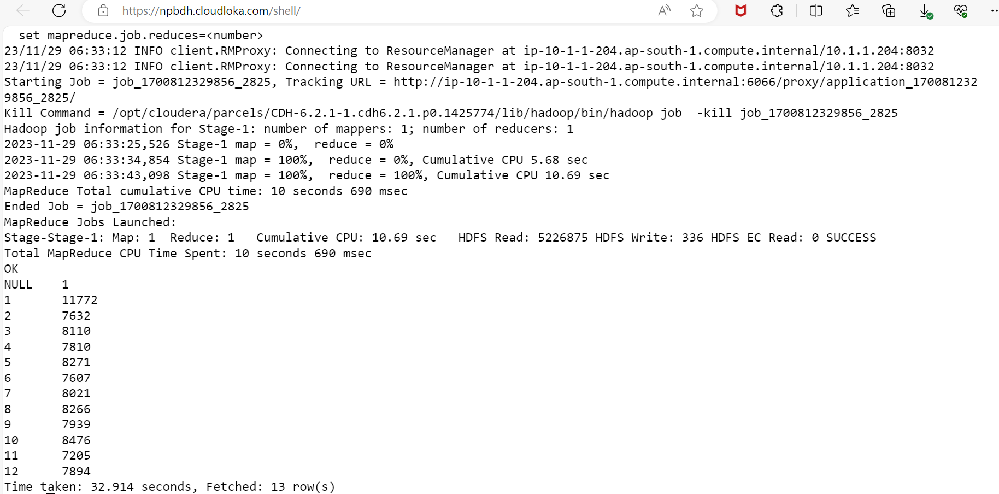 https://npbdh.cloudloka.com/shell/
set mapreduce.job.reduces=<number>
23/11/29 06:33:12 INFO client.RMProxy: Connecting to ResourceManager at ip-10-1-1-204.ap-south-1.compute.internal/10.1.1.204:8032
23/11/29 06:33:12 INFO client.RMProxy: Connecting to ResourceManager at ip-10-1-1-204.ap-south-1.compute.internal/10.1.1.204:8032
Starting Job = job_1700812329856_2825, Tracking URL = http://ip-10-1-1-204.ap-south-1.compute.internal:6066/proxy/application_170081232
9856_2825/
Kill Command = /opt/cloudera/parcels/CDH-6.2.1-1.cdh6.2.1.p0.1425774/lib/hadoop/bin/hadoop job  -kill job_1700812329856_2825
Hadoop job information for Stage-1: number of mappers: 1; number of reducers: 1
2023-11-29 06:33:25,526 Stage-1 map = 0%,  reduce = 0%
2023-11-29 06:33:34,854 Stage-1 map = 100%,  reduce = 0%, Cumulative CPU 5.68 sec
2023-11-29 06:33:43,098 Stage-1 map = 100%,  reduce = 100%, Cumulative CPU 10.69 sec
MapReduce Total cumulative CPU time: 10 seconds 690 msec
Ended Job = job_1700812329856_2825
MapReduce Jobs Launched:
Stage-Stage-1: Map: 1  Reduce: 1   Cumulative CPU: 10.69 sec   HDFS Read: 5226875 HDFS Write: 336 HDFS EC Read: 0 SUCCESS
Total MapReduce CPU Time Spent: 10 seconds 690 msec
OK
NULL	1
1	11772
2	7632
3	8110
4	7810
5	8271
6	7607
7	8021
8	8266
9	7939
10	8476
11	7205
12	7894
Time taken: 32.914 seconds, Fetched: 13 row(s)